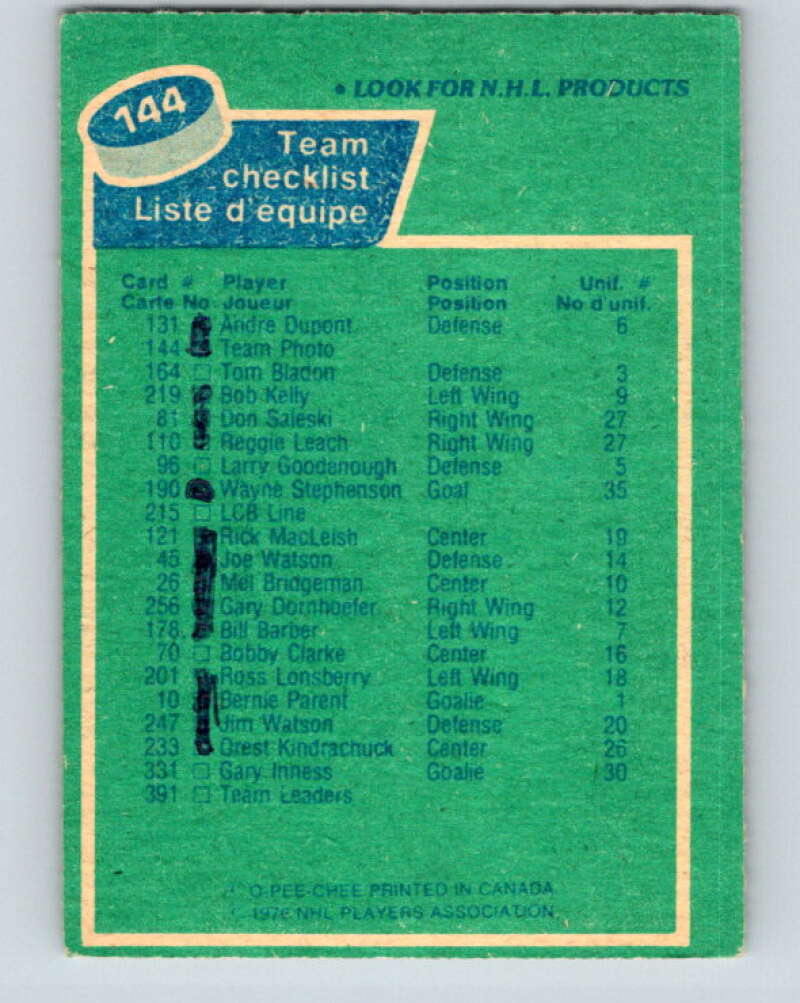 • LOOK FOR N.H.L. PRODUCTS
144
Team
checklist
Liste d'équipe
Card # Player Position Unif. #
Carte No Joueur Position No d'unif.
131 Andre Dupont Defense 6
144 Team Photo
164 □ Tom Bladon Defense 3
219 Bob Kelly Left Wing 9
81 Don Saleski Right Wing 27
110 Reggie Leach Right Wing 27
96 □ Larry Goodenough Defense 5
190 Wayne Stephenson Goal 35
215 □ LCB Line
121 Rick MacLeish Center 19
45 Joe Watson Defense 14
26 Mel Bridgeman Center 10
256 Gary Dornhoefer Right Wing 12
178 Bill Barber Left Wing 7
70 □ Bobby Clarke Center 16
201 Ross Lonsberry Left Wing 18
10 Bernie Parent Goalie 1
247 Jim Watson Defense 20
233 Orest Kindrachuck Center 26
331 □ Gary Inness Goalie 30
391 □ Team Leaders
© O-PEE-CHEE PRINTED IN CANADA
© 1976 NHL PLAYERS ASSOCIATION